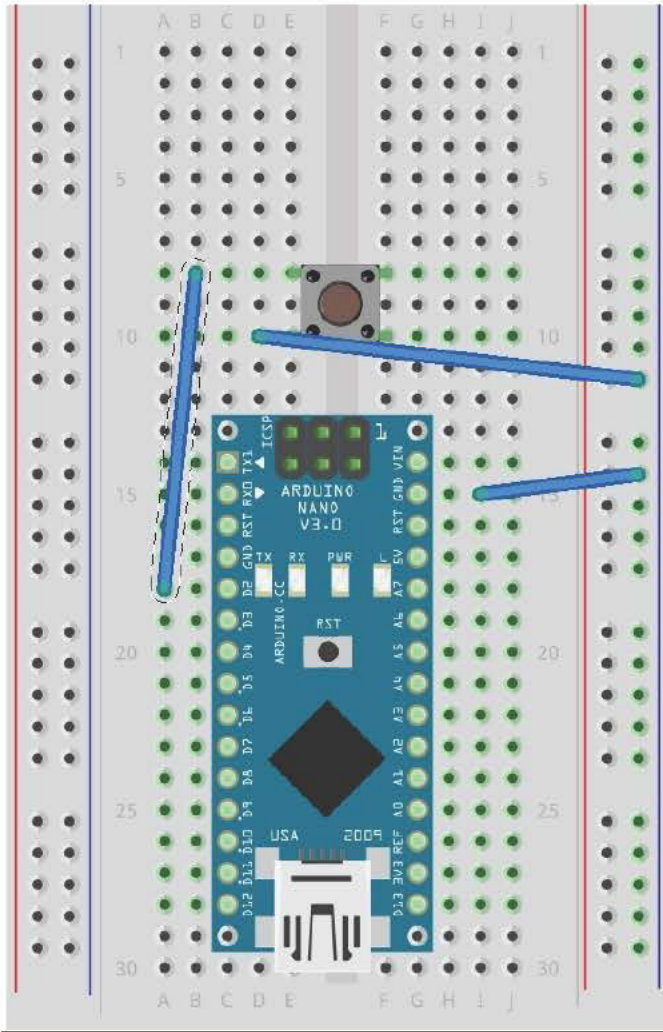 A B C D E F G H I J
1 1
5 5
10 10
15 15
20 20
25 25
30 30
A B C D E F G H I J
ICSP
1
TX1
RX0
RST
GND
D2
D3
D4
D5
D6
D7
D8
D9
D10
D11
D12
ARDUINO
NANO
V3.0
TX RX PWR L
ARDUINO.CC
RST
USA 2009
VIN
GND
RST
5V
A7
A6
A5
A4
A3
A2
A1
A0
REF
3V3
D13